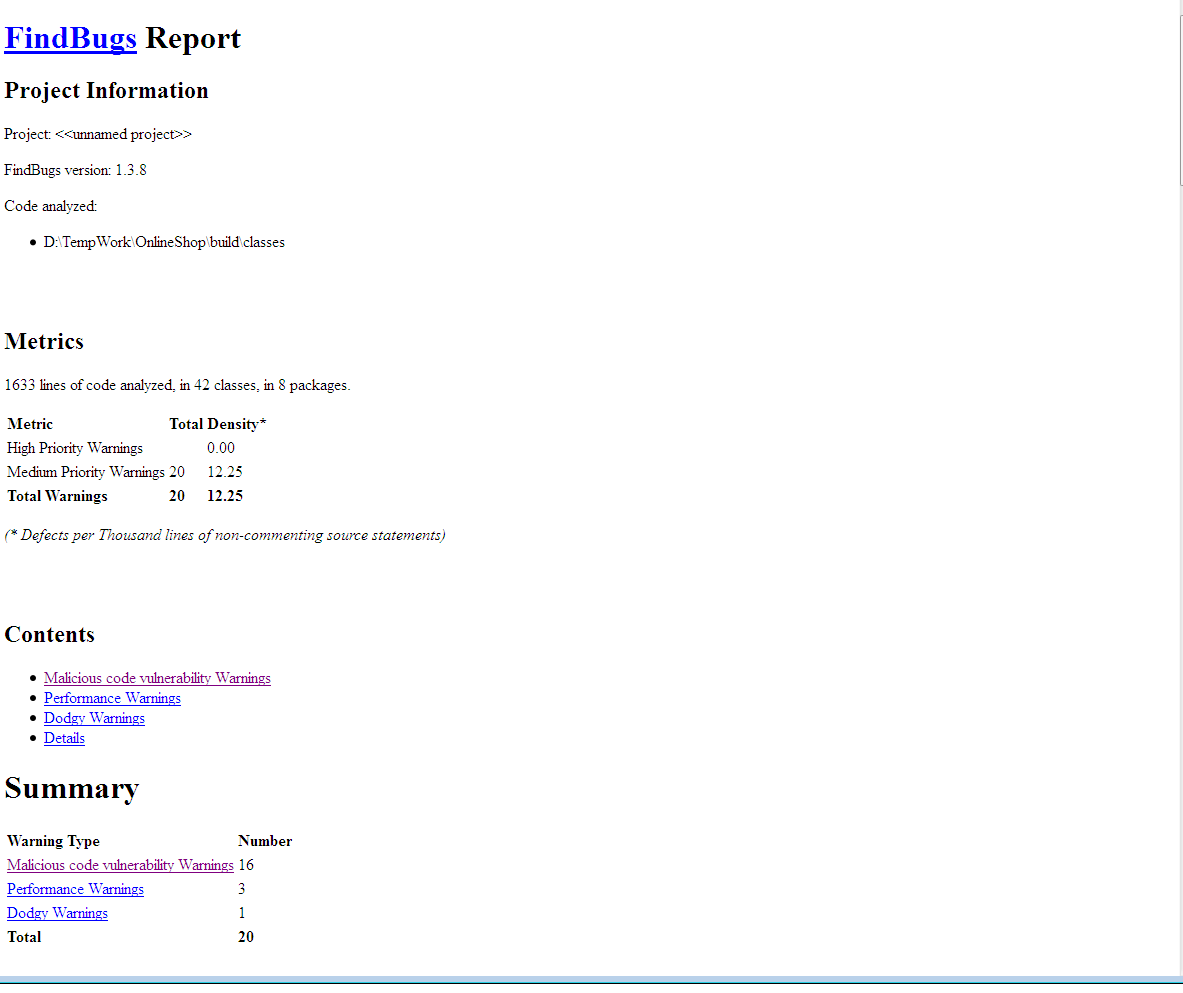 FindBugs Report
Project Information
Project: <<unnamed project>>
FindBugs version: 1.3.8
Code analyzed:
• D:\TempWork\OnlineShop\build\classes
Metrics
1633 lines of code analyzed, in 42 classes, in 8 packages.
Metric Total Density*
High Priority Warnings 0.00
Medium Priority Warnings 20 12.25
Total Warnings 20 12.25
(* Defects per Thousand lines of non-commenting source statements)
Contents
• Malicious code vulnerability Warnings
• Performance Warnings
• Dodgy Warnings
• Details
Summary
Warning Type Number
Malicious code vulnerability Warnings 16
Performance Warnings 3
Dodgy Warnings 1
Total 20